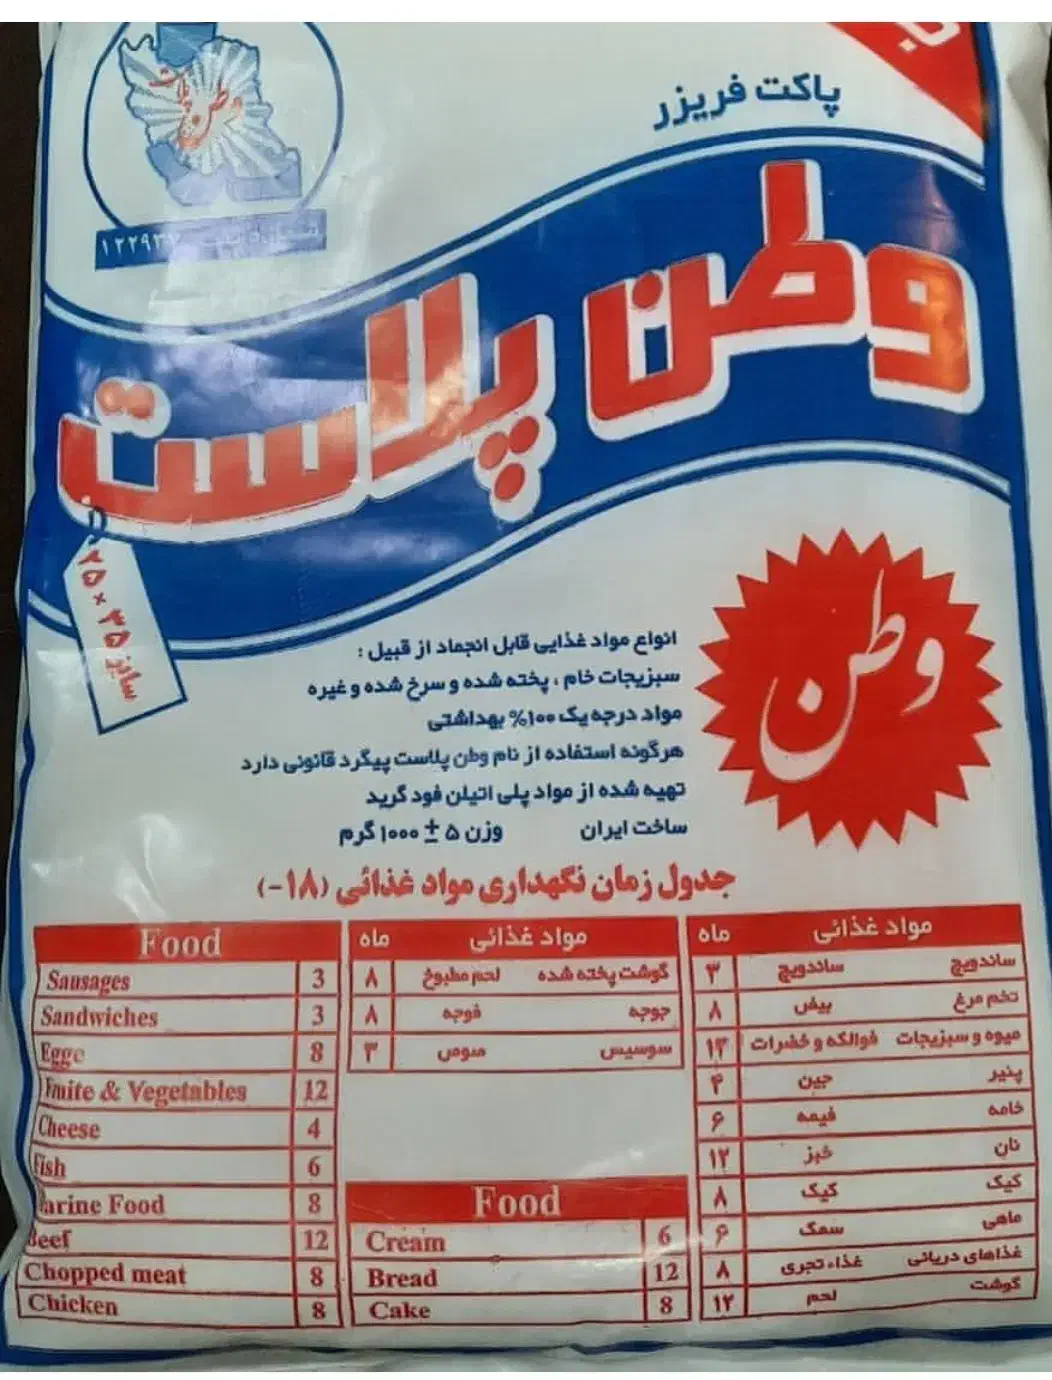 پاکت فریزر
وطن پلاست
وطن
سایز ۳۵ × ۲۵
وطن
انواع مواد غذایی قابل انجماد از قبیل :
سبزیجات خام ، پخته شده و سرخ شده و غیره
مواد درجه یک ۱۰۰% بهداشتی
هرگونه استفاده از نام وطن پلاست پیگرد قانونی دارد
تهیه شده از مواد پلی اتیلن فود گرید
ساخت ایران وزن ۵ ± ۱۰۰۰ گرم
جدول زمان نگهداری مواد غذائی (۱۸-)
مواد غذائی ماه
ساندویچ ساندویچ ۳
تخم مرغ بیض ۸
میوه و سبزیجات فوالکه و خضرات ۱۲
پنیر جبن ۴
خامه قیمه ۶
نان خبز ۱۲
کیک کیک ۸
ماهی سمک ۶
غذاهای دریائی غذاء تجری ۸
گوشت لحم ۱۲
مواد غذائی ماه
گوشت پخته شده لحم مطبوخ ۸
جوجه فوجه ۸
سوسیس صوص ۳
Food
Sausages 3
Sandwiches 3
Egge 8
Fruite & Vegetables 12
Cheese 4
Fish 6
Marine Food 8
Beef 12
Chopped meat 8
Chicken 8
Food
Cream 6
Bread 12
Cake 8